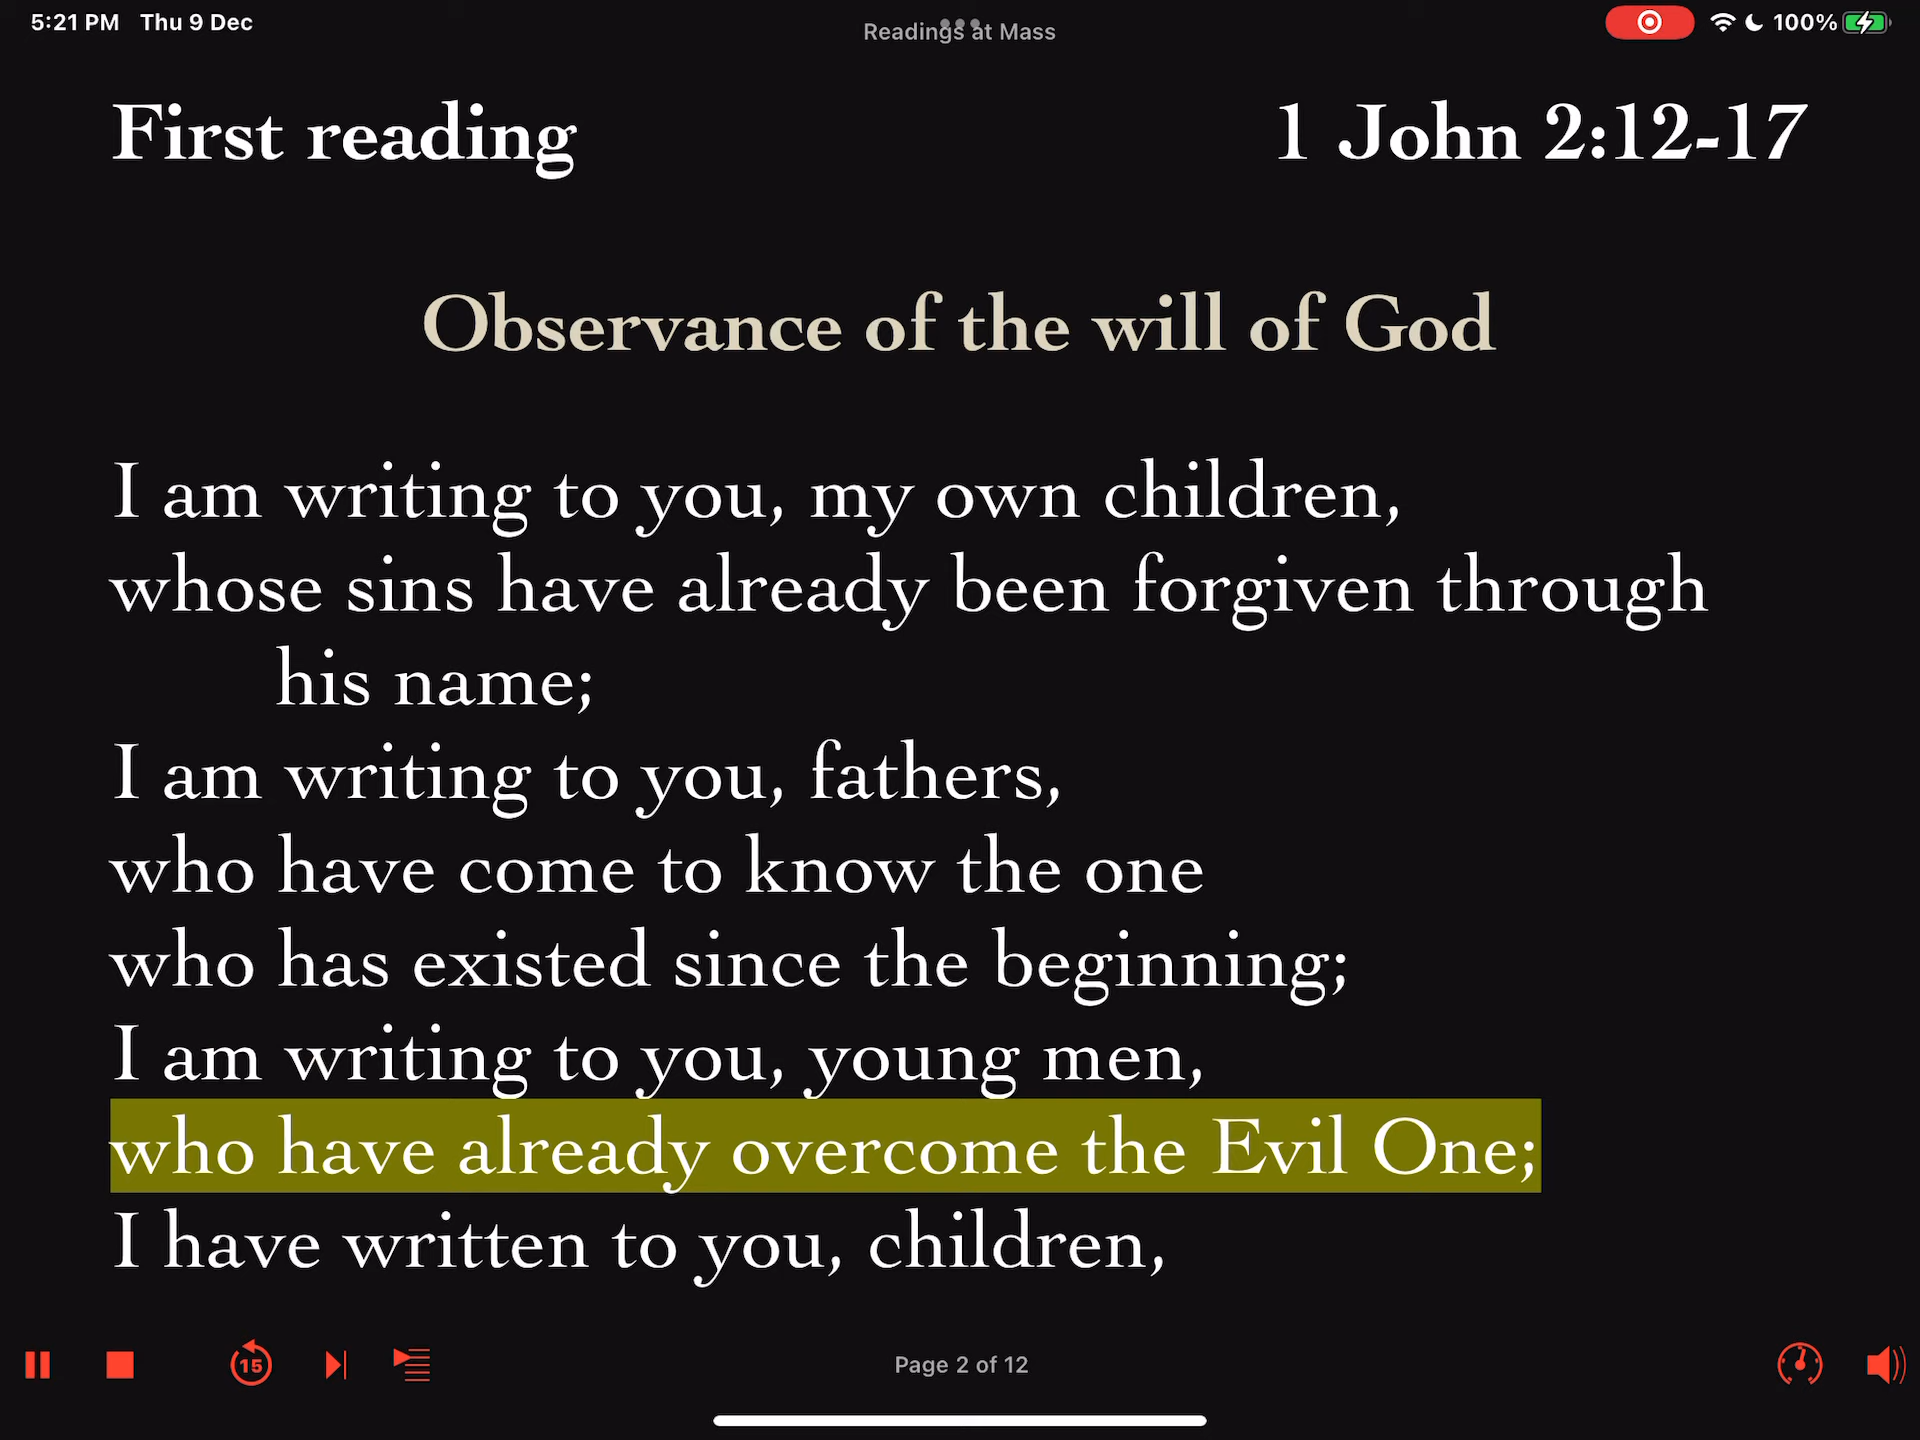 5:21 PM Thu 9 Dec
Readings at Mass
100%
First reading
1 John 2:12-17
Observance of the will of God
I am writing to you, my own children,
whose sins have already been forgiven through
his name;
I am writing to you, fathers,
who have come to know the one
who has existed since the beginning;
I am writing to you, young men,
who have already overcome the Evil One;
I have written to you, children,
15
Page 2 of 12